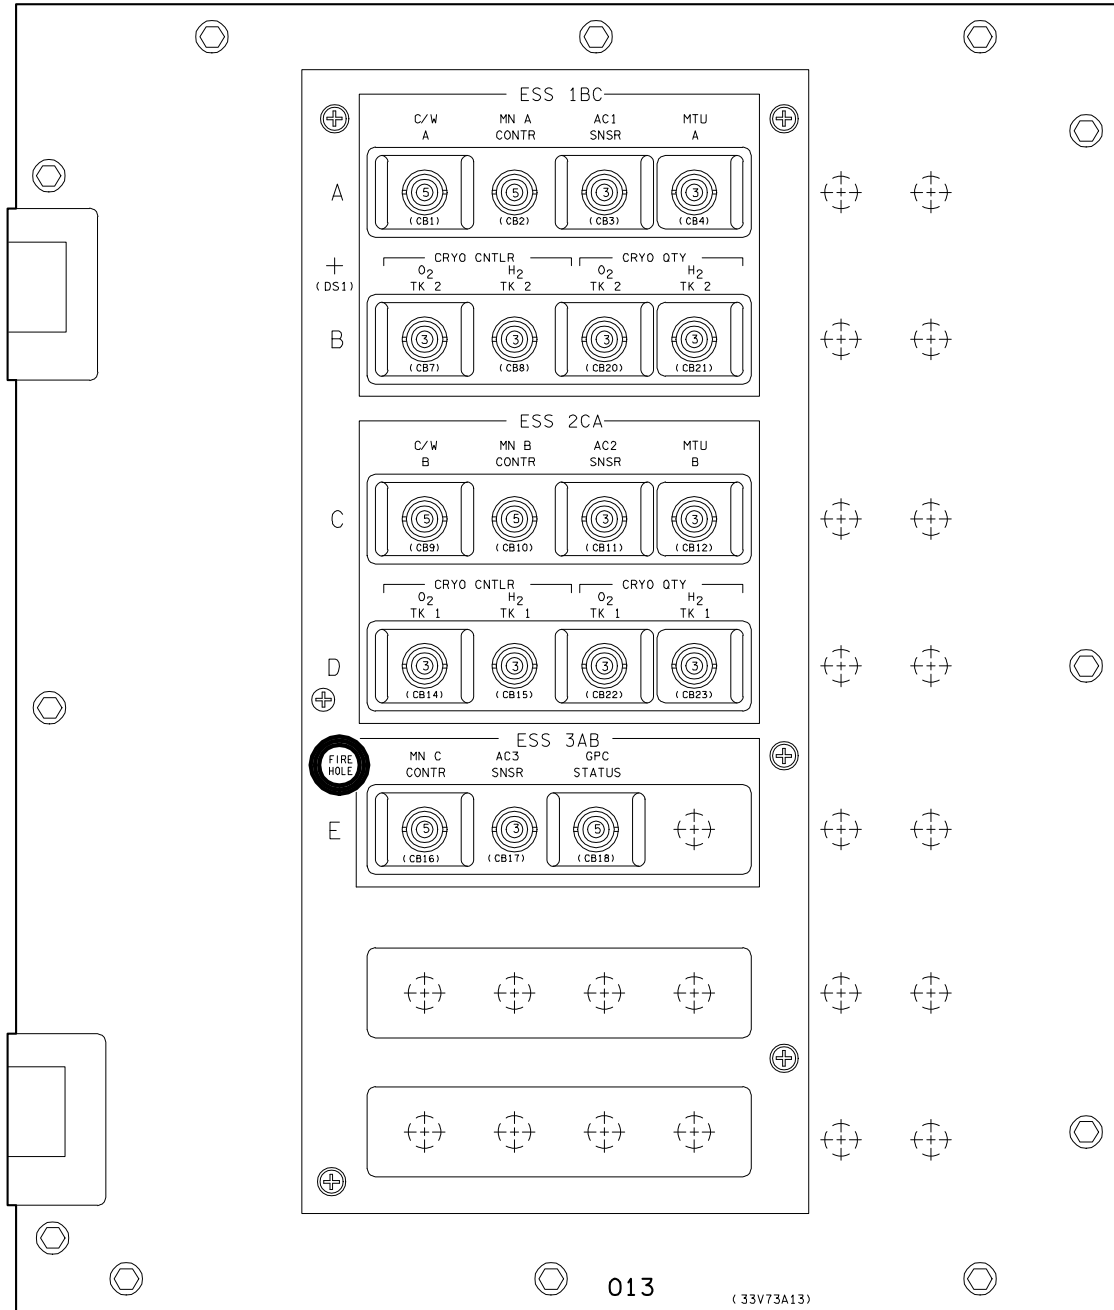 ESS 1BC
C/W MN A AC1 MTU
A CONTR SNSR A
A 5 5 3 3
(CB1) (CB2) (CB3) (CB4)
CRYO CNTLR CRYO QTY
(DS1) O2 H2 O2 H2
TK 2 TK 2 TK 2 TK 2
B 3 3 3 3
(CB7) (CB8) (CB20) (CB21)
ESS 2CA
C/W MN B AC2 MTU
B CONTR SNSR B
C 5 5 3 3
(CB9) (CB10) (CB11) (CB12)
CRYO CNTLR CRYO QTY
O2 H2 O2 H2
TK 1 TK 1 TK 1 TK 1
D 3 3 3 3
(CB14) (CB15) (CB22) (CB23)
ESS 3AB
FIRE
HOLE
MN C AC3 GPC
CONTR SNSR STATUS
E 5 3 5
(CB16) (CB17) (CB18)
013
(33V73A13)